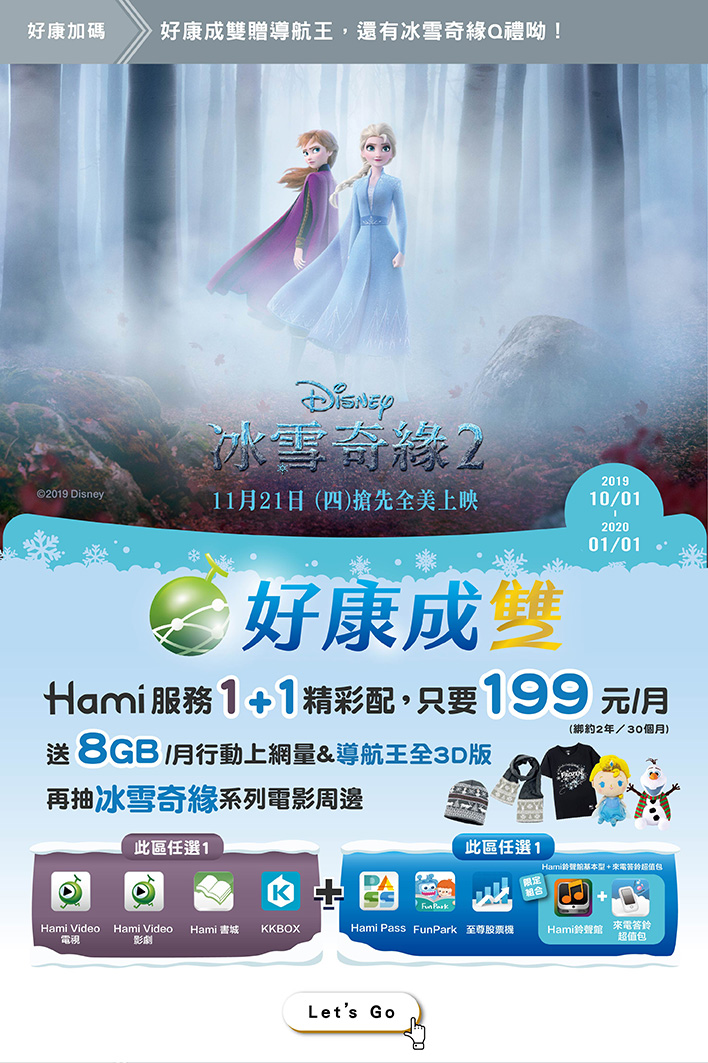 好康加碼
好康成雙贈導航王，還有冰雪奇緣Q禮呦！
Disney
冰雪奇緣2
©2019 Disney
11月21日 (四)搶先全美上映
2019
10/01
-
2020
01/01
好康成雙
Hami服務1+1精彩配，只要199元/月
(綁約2年／30個月)
送8GB/月行動上網量&導航王全3D版
再抽冰雪奇緣系列電影周邊
此區任選1
Hami Video
電視
Hami Video
影劇
Hami 書城
KKBOX
+
此區任選1
Hami鈴聲館基本型+來電答鈴超值包
PASS
Hami Pass
FunPark
FunPark
至尊股票機
限定
組合
Hami鈴聲館
+
來電答鈴
超值包
Let's Go